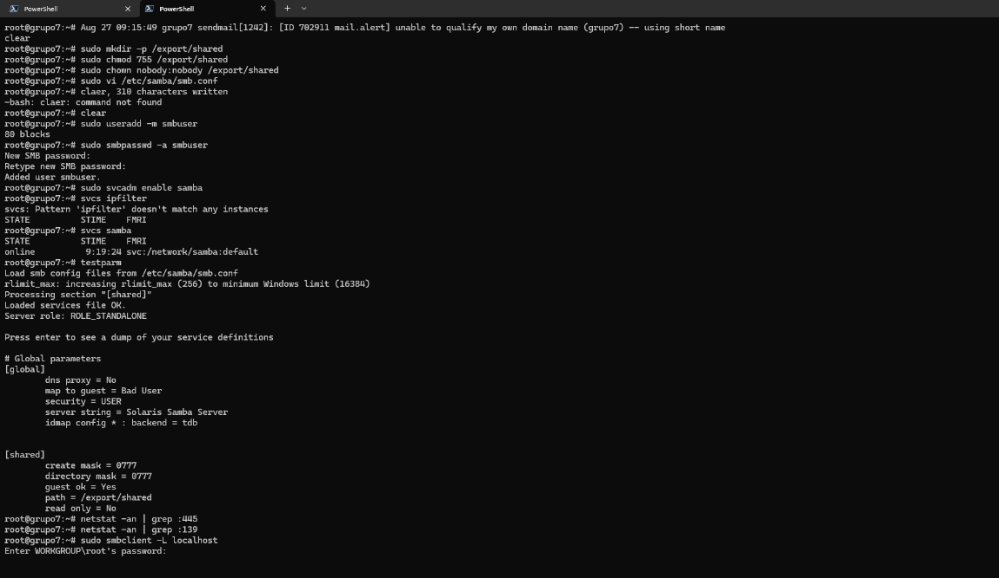 PowerShell
PowerShell
root@grupo7:~# Aug 27 09:15:49 grupo7 sendmail[1242]: [ID 702911 mail.alert] unable to qualify my own domain name (grupo7) -- using short name
clear
root@grupo7:~# sudo mkdir -p /export/shared
root@grupo7:~# sudo chmod 755 /export/shared
root@grupo7:~# sudo chown nobody:nobody /export/shared
root@grupo7:~# sudo vi /etc/samba/smb.conf
root@grupo7:~# claer, 310 characters written
-bash: claer: command not found
root@grupo7:~# clear
root@grupo7:~# sudo useradd -m smbuser
80 blocks
root@grupo7:~# sudo smbpasswd -a smbuser
New SMB password:
Retype new SMB password:
Added user smbuser.
root@grupo7:~# sudo svcadm enable samba
root@grupo7:~# svcs ipfilter
svcs: Pattern 'ipfilter' doesn't match any instances
STATE          STIME    FMRI
root@grupo7:~# svcs samba
STATE          STIME    FMRI
online          9:19:24 svc:/network/samba:default
root@grupo7:~# testparm
Load smb config files from /etc/samba/smb.conf
rlimit_max: increasing rlimit_max (256) to minimum Windows limit (16384)
Processing section "[shared]"
Loaded services file OK.
Server role: ROLE_STANDALONE
Press enter to see a dump of your service definitions
# Global parameters
[global]
dns proxy = No
map to guest = Bad User
security = USER
server string = Solaris Samba Server
idmap config * : backend = tdb
[shared]
create mask = 0777
directory mask = 0777
guest ok = Yes
path = /export/shared
read only = No
root@grupo7:~# netstat -an | grep :445
root@grupo7:~# netstat -an | grep :139
root@grupo7:~# sudo smbclient -L localhost
Enter WORKGROUP\root's password: